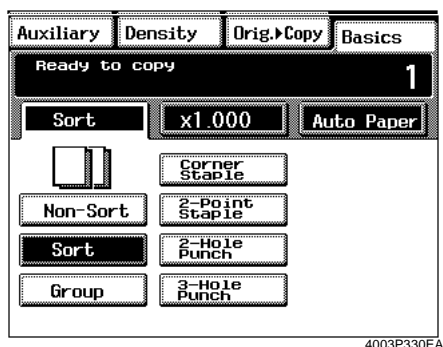 Auxiliary Density Orig.▸Copy Basics
Ready to copy
1
Sort x1.000 Auto Paper
Corner
Staple
Non-Sort
2-Point
Staple
Sort
2-Hole
Punch
Group
3-Hole
Punch
4003P330EA